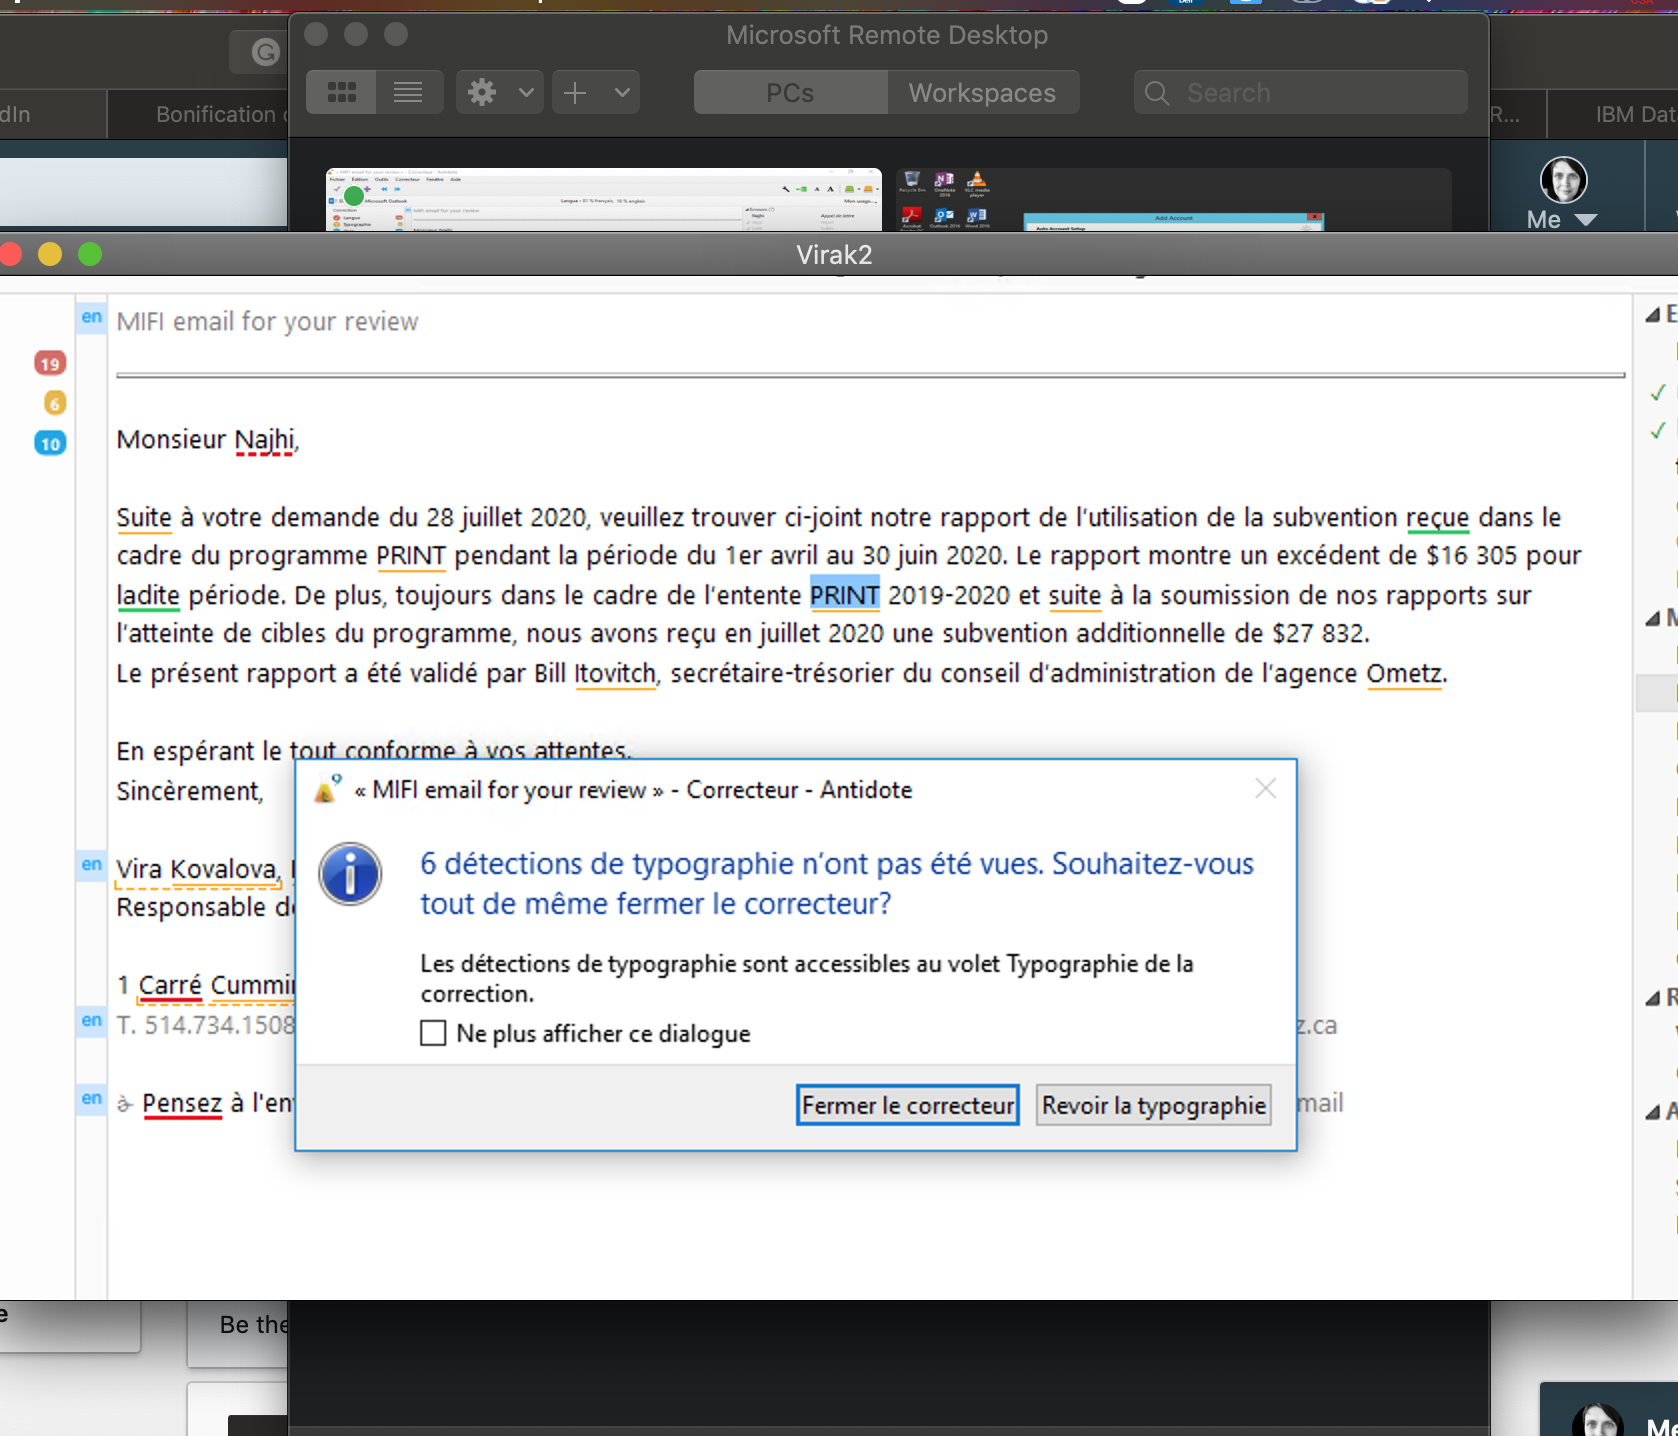 Microsoft Remote Desktop
PCs
Workspaces
Search
dIn
Bonification
R...
IBM Dat
Me
Virak2
en
MIFI email for your review
19
6
10
Monsieur Najhi,
Suite à votre demande du 28 juillet 2020, veuillez trouver ci-joint notre rapport de l'utilisation de la subvention reçue dans le
cadre du programme PRINT pendant la période du 1er avril au 30 juin 2020. Le rapport montre un excédent de $16 305 pour
ladite période. De plus, toujours dans le cadre de l'entente PRINT 2019-2020 et suite à la soumission de nos rapports sur
l'atteinte de cibles du programme, nous avons reçu en juillet 2020 une subvention additionnelle de $27 832.
Le présent rapport a été validé par Bill Itovitch, secrétaire-trésorier du conseil d'administration de l'agence Ometz.
En espérant le tout conforme à vos attentes.
Sincèrement,
en
Vira Kovalova,
Responsable de
1 Carré Cummin
en
T. 514.734.1508
z.ca
en
à Pensez à l'en
mail
« MIFI email for your review » - Correcteur - Antidote
6 détections de typographie n'ont pas été vues. Souhaitez-vous
tout de même fermer le correcteur?
Les détections de typographie sont accessibles au volet Typographie de la
correction.
Ne plus afficher ce dialogue
Fermer le correcteur
Revoir la typographie
Be the
Me